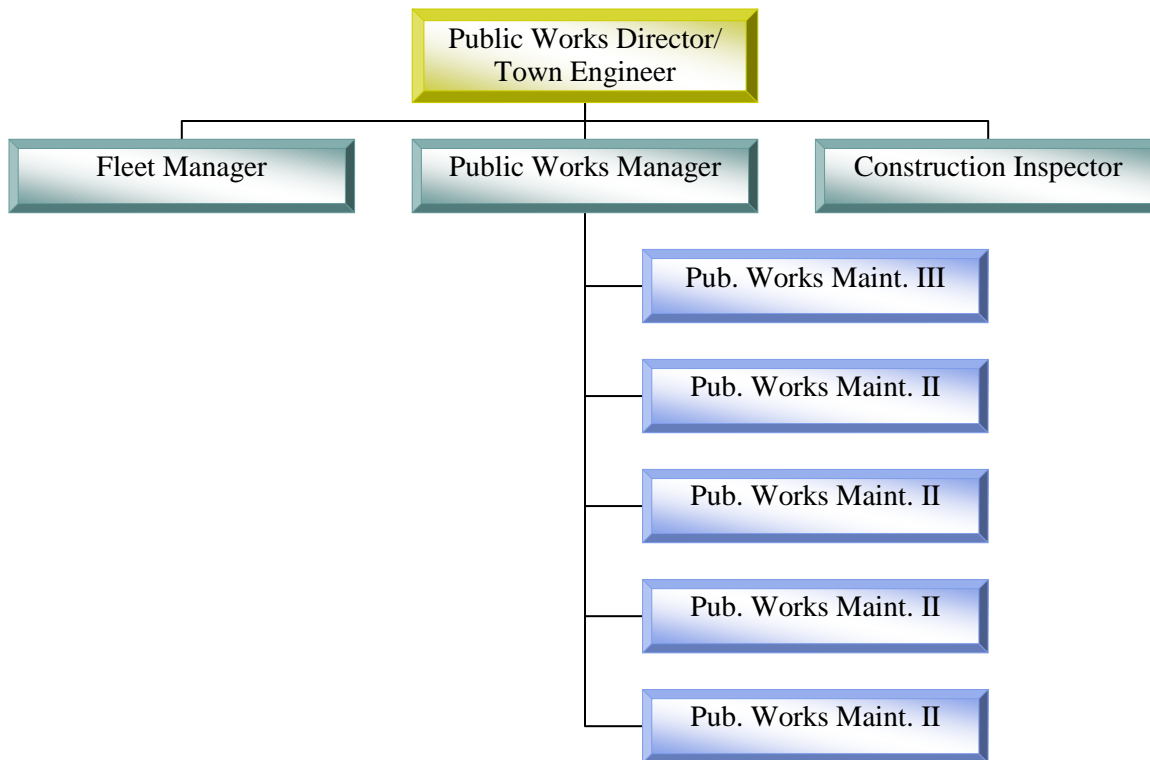 Public Works Director/
Town Engineer
Fleet Manager
Public Works Manager
Construction Inspector
Pub. Works Maint. III
Pub. Works Maint. II
Pub. Works Maint. II
Pub. Works Maint. II
Pub. Works Maint. II